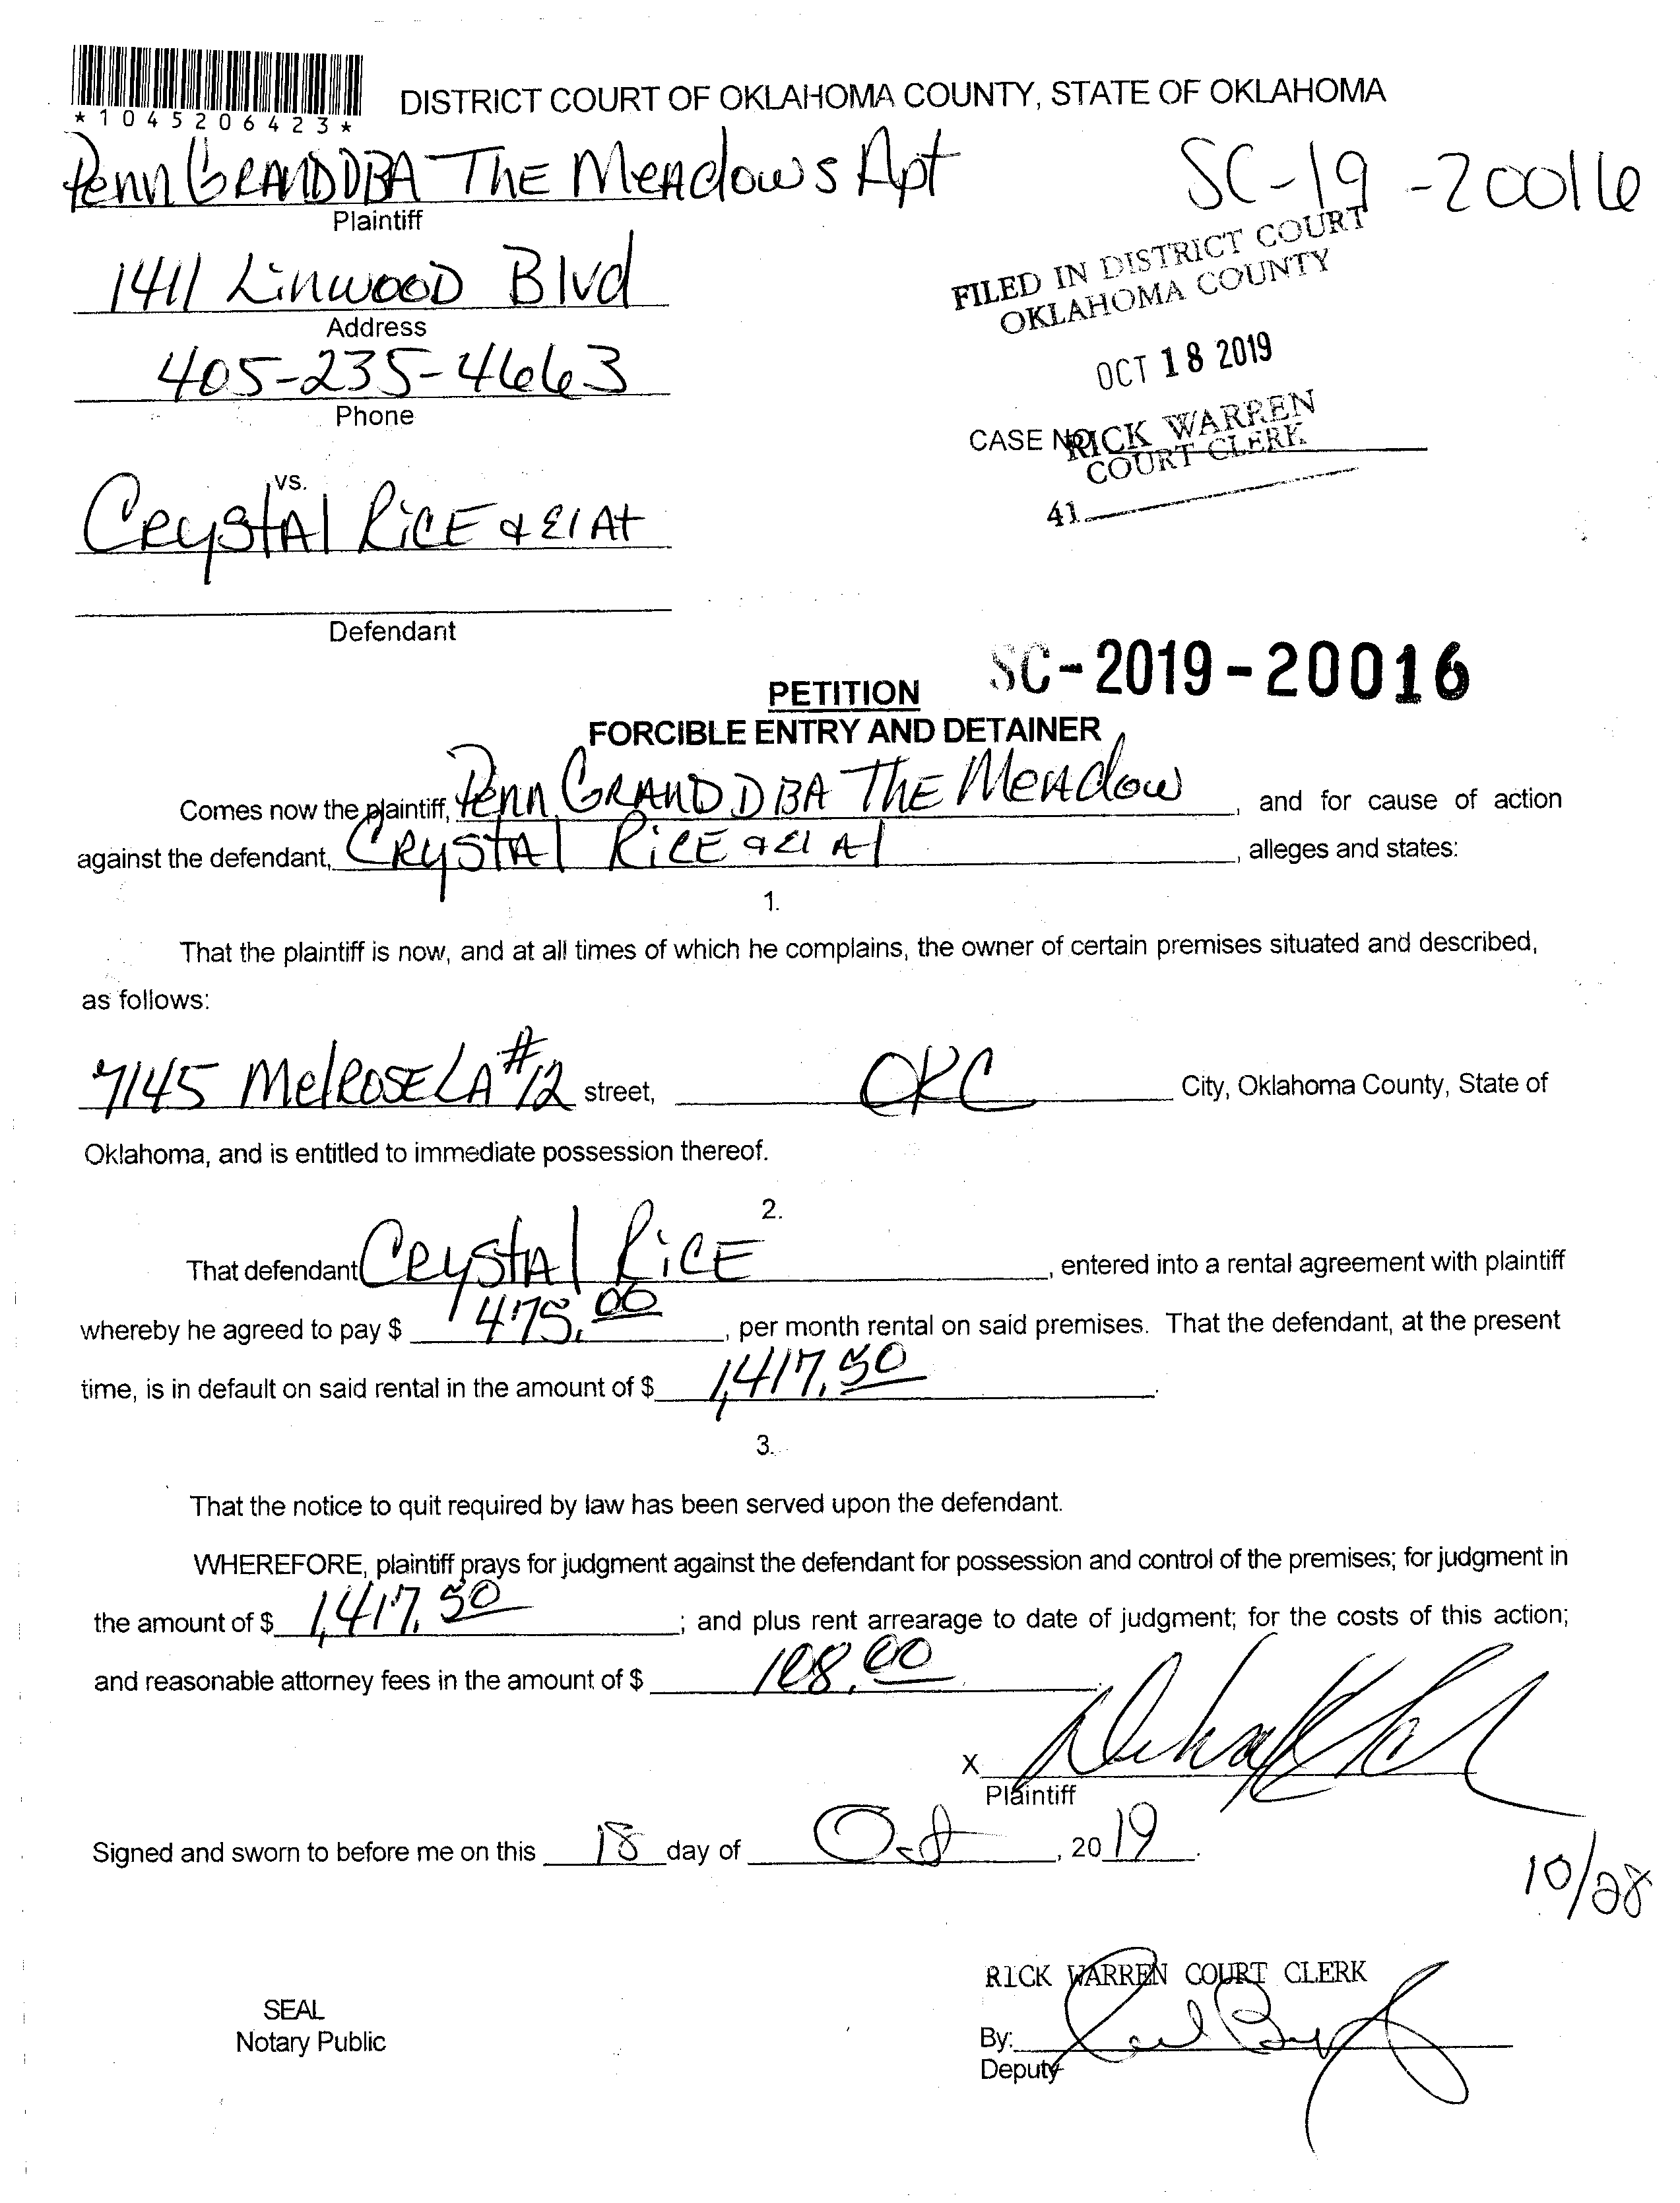 *1045206423*
DISTRICT COURT OF OKLAHOMA COUNTY, STATE OF OKLAHOMA
Penn GRAND DBA THE MEAdows Apt
SC-19-20016
Plaintiff
1411 LinwooD Blvd
Address
405-235-4663
Phone
FILED IN DISTRICT COURT
OKLAHOMA COUNTY
OCT 18 2019
RICK WARREN
COURT CLERK
41
CASE NO.
vs.
CRystAl RiCE & El At
Defendant
SC-2019-20016
PETITION
FORCIBLE ENTRY AND DETAINER
Comes now the plaintiff, Penn GRAND DBA THE MEAdow, and for cause of action
against the defendant, CRystAl RiCE & El Al, alleges and states:
1.
That the plaintiff is now, and at all times of which he complains, the owner of certain premises situated and described,
as follows:
7145 MelROSE LA #12 street, OKC City, Oklahoma County, State of
Oklahoma, and is entitled to immediate possession thereof.
2.
That defendant CRystAl RiCE, entered into a rental agreement with plaintiff
whereby he agreed to pay $ 475.00, per month rental on said premises. That the defendant, at the present
time, is in default on said rental in the amount of $ 1,417.50.
3.
That the notice to quit required by law has been served upon the defendant.
WHEREFORE, plaintiff prays for judgment against the defendant for possession and control of the premises; for judgment in
the amount of $ 1,417.50; and plus rent arrearage to date of judgment; for the costs of this action;
and reasonable attorney fees in the amount of $ 108.00.
X
Plaintiff
Signed and sworn to before me on this 18 day of Oct, 2019.
10/28
RICK WARREN COURT CLERK
SEAL
Notary Public
By:
Deputy